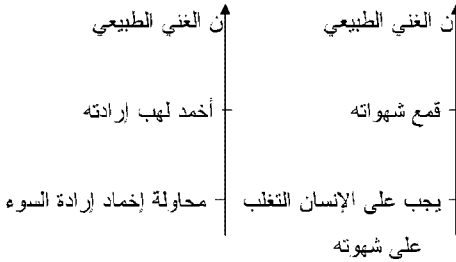 ن الغني الطبيعي
قمع شهواته
يجب على الإنسان التغلب
على شهوته
ن الغني الطبيعي
أخمد لهب إرادته
محاولة إخماد إرادة السوء